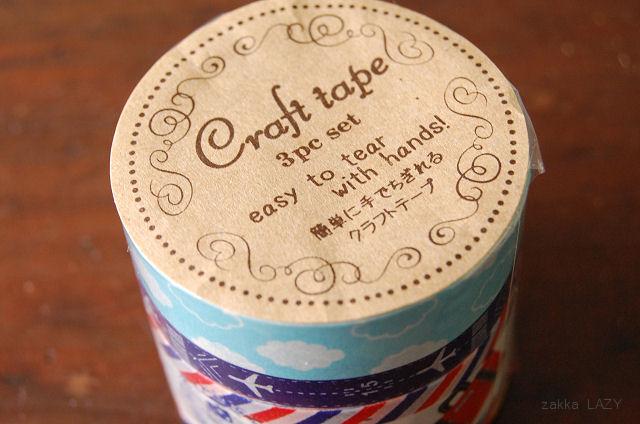 Craft tape
3pc set
easy to tear
with hands!
簡単に手でちぎれる
クラフトテープ
zakka LAZY